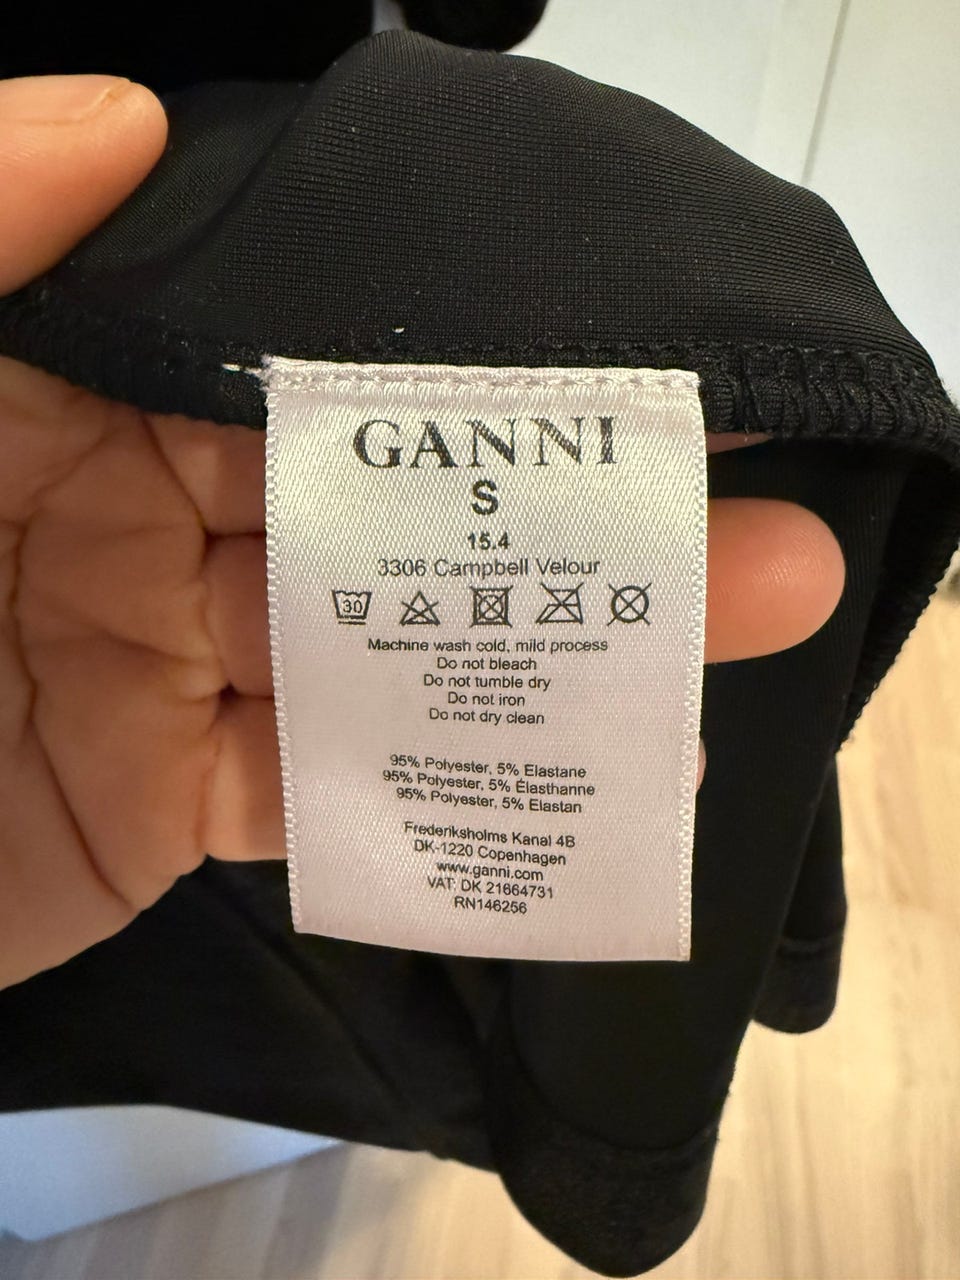 GANNI
S
15.4
3306 Campbell Velour
30
Machine wash cold, mild process
Do not bleach
Do not tumble dry
Do not iron
Do not dry clean
95% Polyester, 5% Elastane
95% Polyester, 5% Élasthanne
95% Polyester, 5% Elastan
Frederiksholms Kanal 4B
DK-1220 Copenhagen
www.ganni.com
VAT: DK 21664731
RN146256